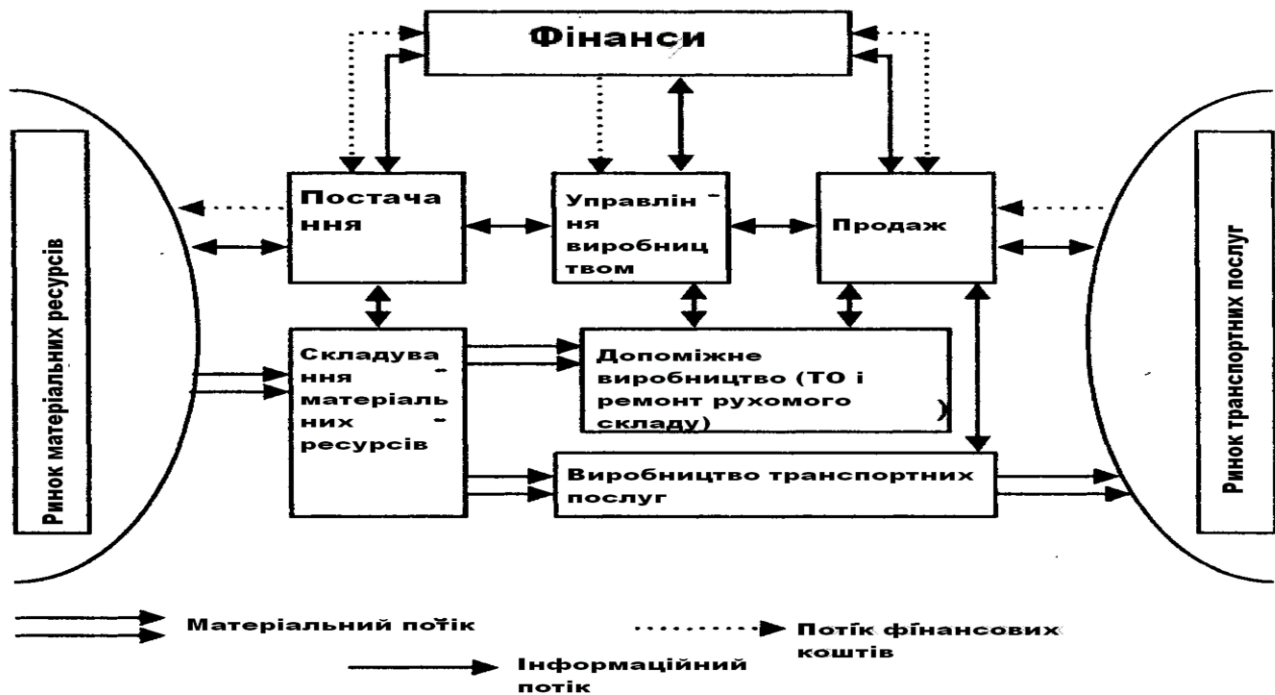 Фінанси
Ринок матеріальних ресурсів
Постача
ння
Управлін
ня
виробниц
твом
Продаж
Ринок транспортних послуг
Складува
ння
матеріаль
них
ресурсів
Допоміжне
виробництво (ТО і
ремонт рухомого
складу)
)
Виробництво транспортних
послуг
Матеріальний потік
Потік фінансових
коштів
Інформаційний
потік